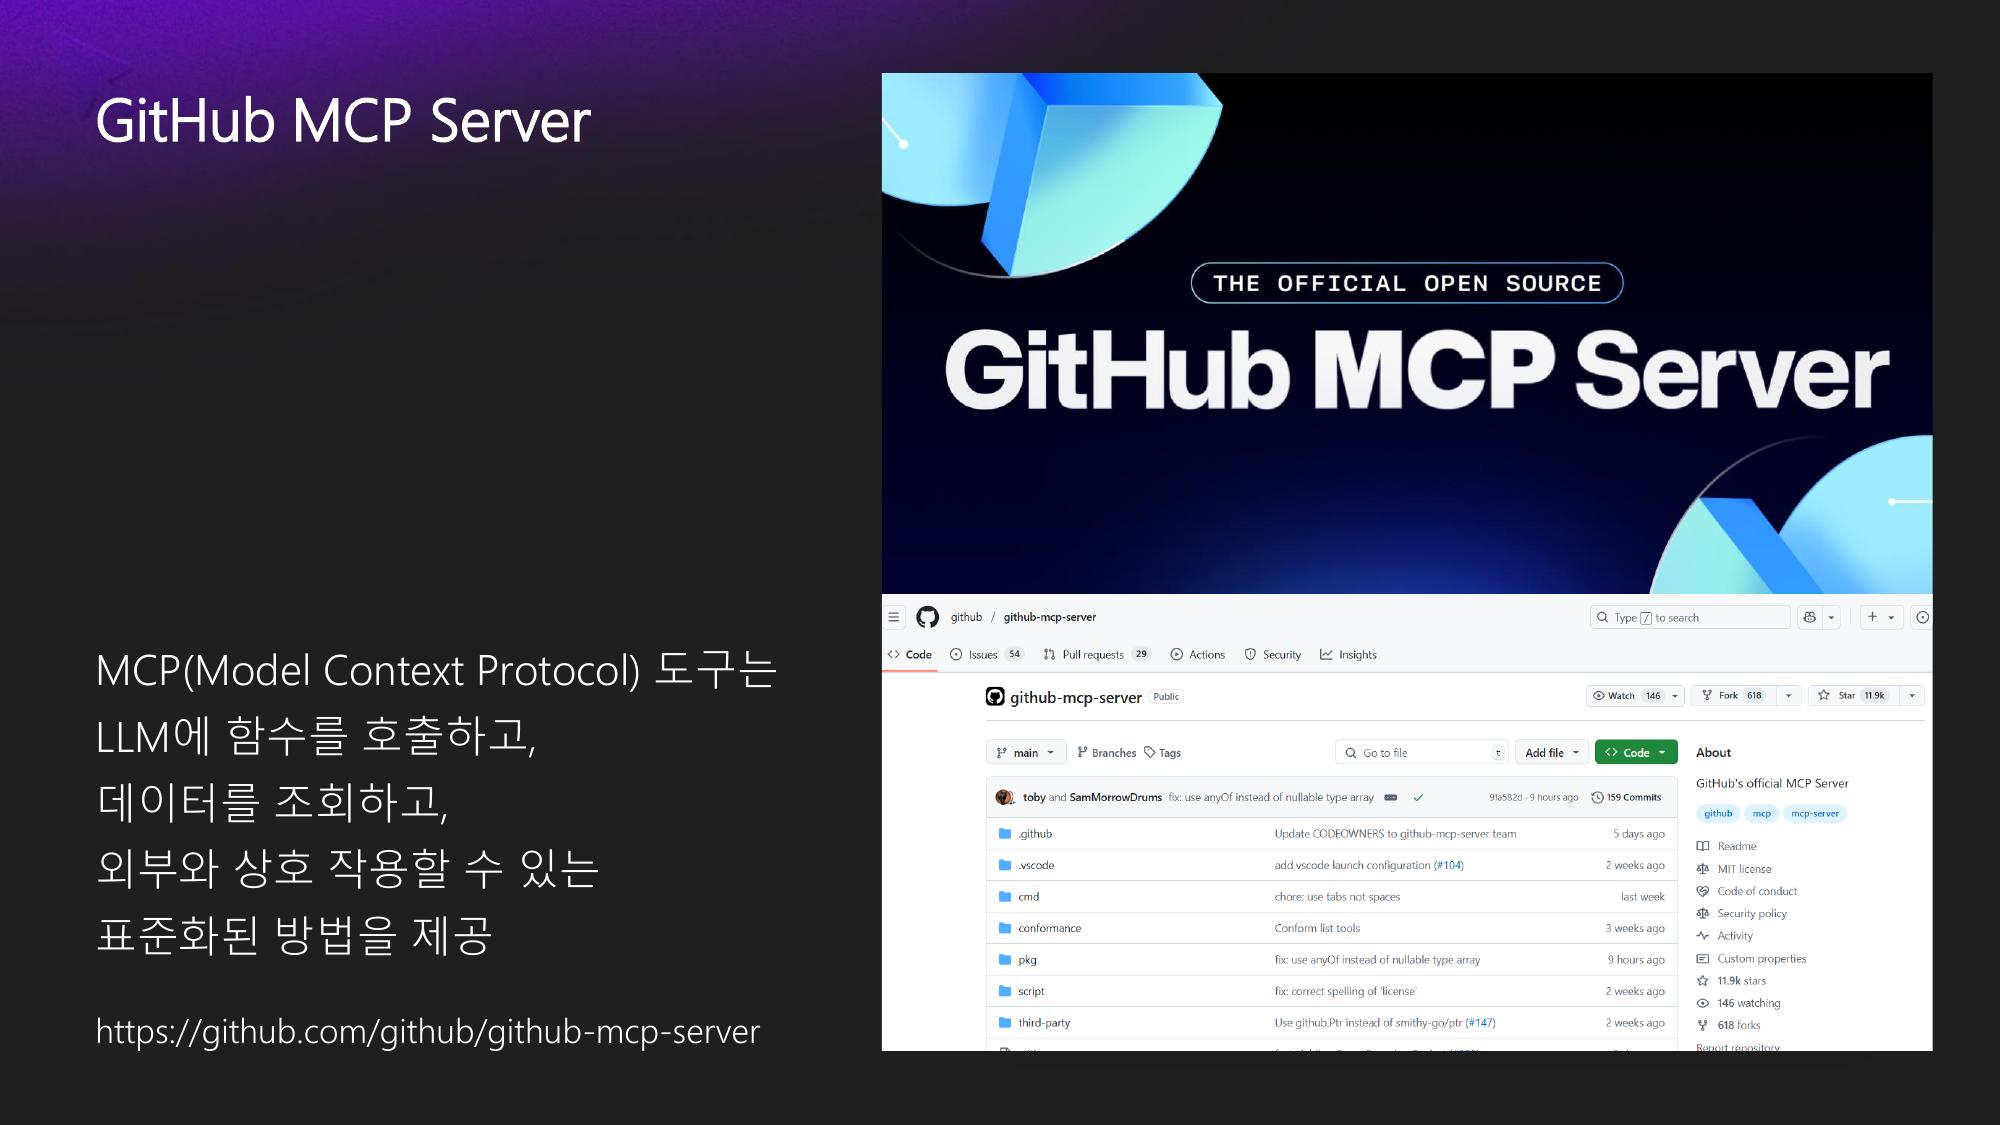 GitHub MCP Server
MCP(Model Context Protocol) 도구는
LLM에 함수를 호출하고,
데이터를 조회하고,
외부와 상호 작용할 수 있는
표준화된 방법을 제공
https://github.com/github/github-mcp-server
THE OFFICIAL OPEN SOURCE
GitHub MCP Server
github / github-mcp-server
Type / to search
Code Issues 54 Pull requests 29 Actions Security Insights
github-mcp-server Public
Watch 146 Fork 618 Star 11.9k
main Branches Tags Go to file t Add file Code
toby and SamMorrowDrums fix: use anyOf instead of nullable type array 9fa582d · 9 hours ago 159 Commits
.github Update CODEOWNERS to github-mcp-server team 5 days ago
.vscode add vscode launch configuration (#104) 2 weeks ago
cmd chore: use tabs not spaces last week
conformance Conform list tools 3 weeks ago
pkg fix: use anyOf instead of nullable type array 9 hours ago
script fix: correct spelling of 'license' 2 weeks ago
third-party Use github.Ptr instead of smithy-go/ptr (#147) 2 weeks ago
About
GitHub's official MCP Server
github mcp mcp-server
Readme
MIT license
Code of conduct
Security policy
Activity
Custom properties
11.9k stars
146 watching
618 forks
Report repository